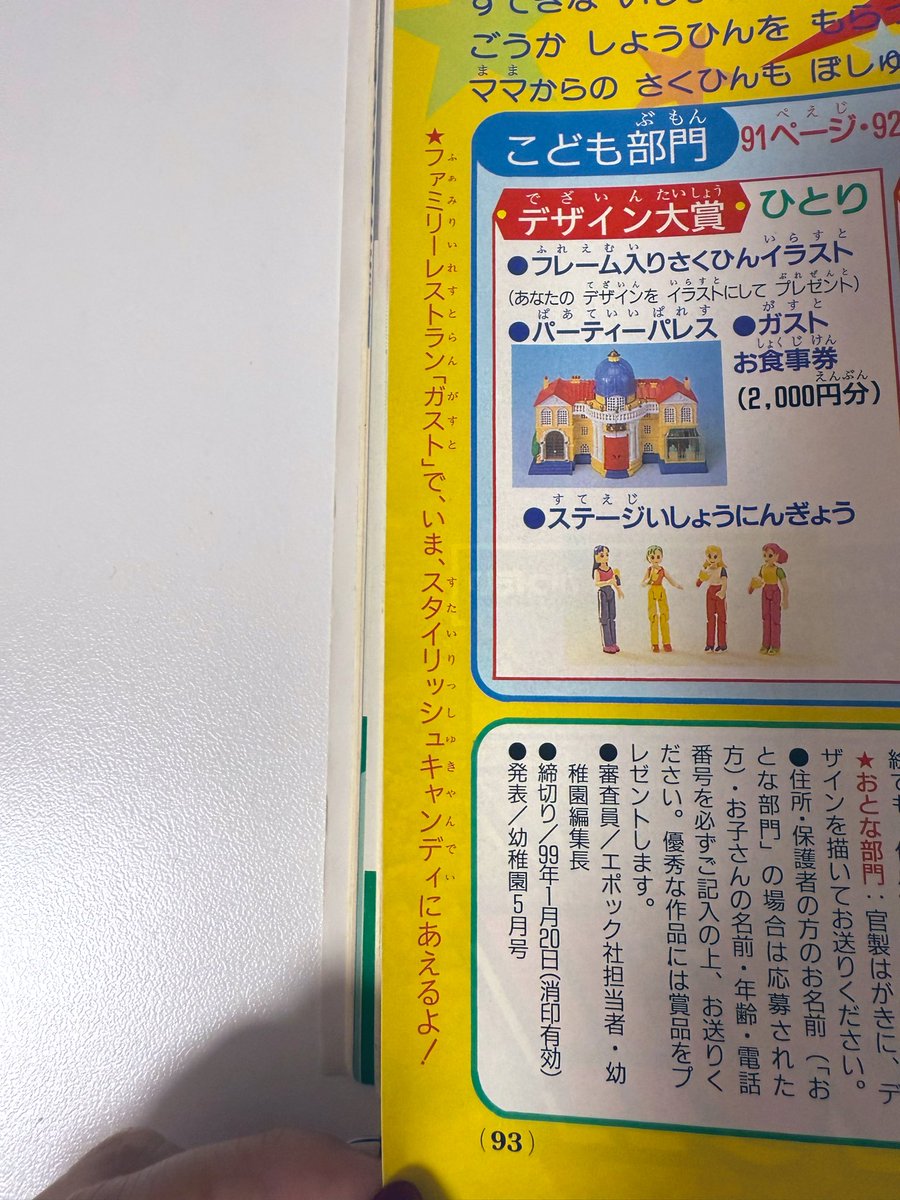 すてきな いしょ
ごうか しようひんを もらっ
ママからの さくひんも ぼしゅ
こども部門
91ページ・92
デザイン大賞 ひとり
●フレーム入りさくひんイラスト
(あなたの デザインを イラストにして プレゼント)
●パーティーパレス
●ガスト
お食事券
(2,000円分)
●ステージいしょうにんぎょう
★ファミリーレストラン「ガスト」で、いま、スタイリッシュキャンディにあえるよ！
★おとな部門：官製はがきに、デ
ザインを描いてお送りください。
●住所・保護者の方のお名前（「お
とな部門」の場合は応募された
方）・お子さんの名前・年齢・電話
番号を必ずご記入の上、お送りく
ださい。優秀な作品には賞品をプ
レゼントします。
●審査員／エポック社担当者・幼
稚園編集長
●締切り／99年1月20日(消印有効)
●発表／幼稚園5月号
(93)